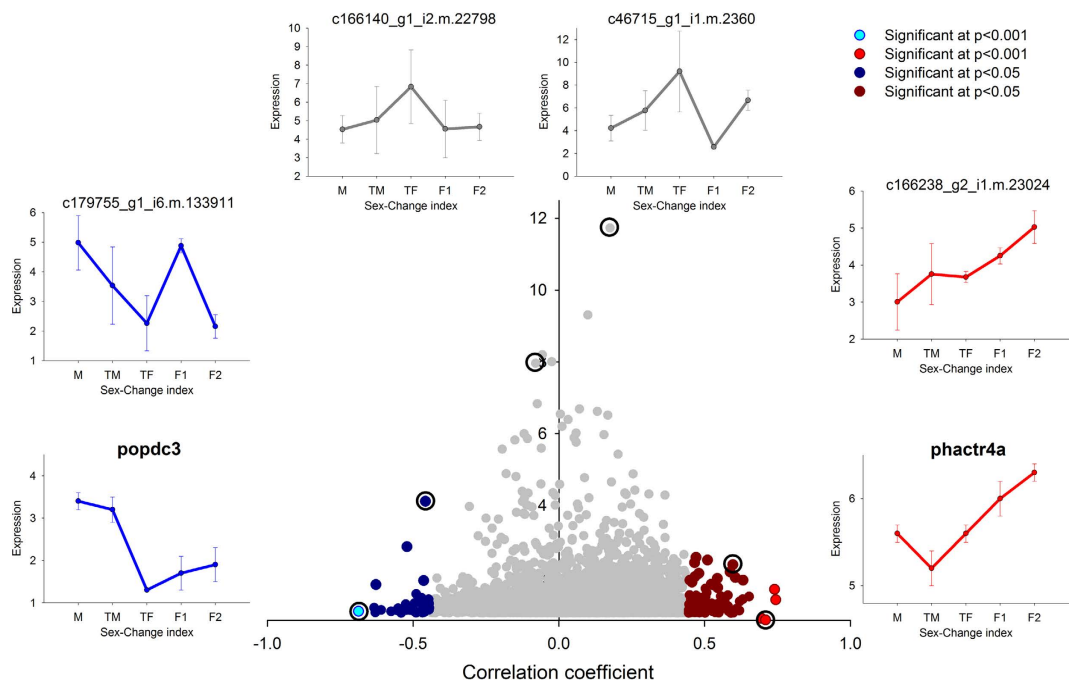 c166140_g1_i2.m.22798
Expression
10
9
8
7
6
5
4
3
2
M TM TF F1 F2
Sex-Change index
c46715_g1_i1.m.2360
Expression
12
10
8
6
4
2
0
M TM TF F1 F2
Sex-Change index
Significant at p<0.001
Significant at p<0.001
Significant at p<0.05
Significant at p<0.05
c179755_g1_i6.m.133911
Expression
6
5
4
3
2
1
M TM TF F1 F2
Sex-Change index
c166238_g2_i1.m.23024
Expression
6
5
4
3
2
M TM TF F1 F2
Sex-Change index
popdc3
Expression
4
3
2
1
M TM TF F1 F2
Sex-Change index
phactr4a
Expression
6
5
M TM TF F1 F2
Sex-Change index
12
10
6
4
-1.0 -0.5 0.0 0.5 1.0
Correlation coefficient